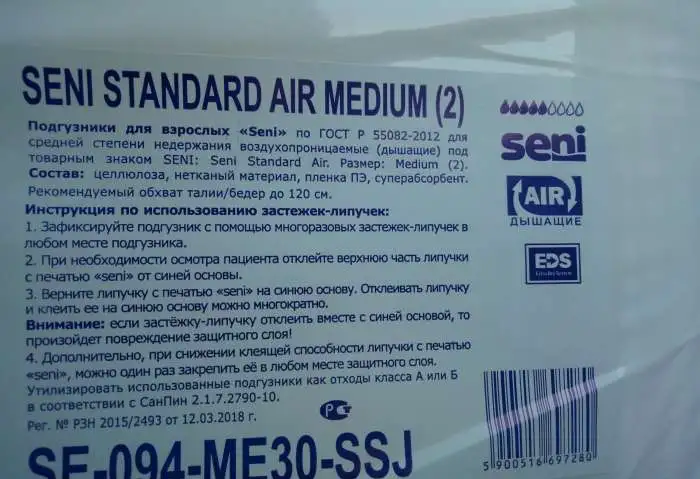 SENI STANDARD AIR MEDIUM (2)
Подгузники для взрослых «Seni» по ГОСТ Р 55082-2012 для
средней степени недержания воздухопроницаемые (дышащие) под
товарным знаком SENI: Seni Standard Air. Размер: Medium (2).
Состав: целлюлоза, нетканый материал, пленка ПЭ, суперабсорбент.
Рекомендуемый обхват талии/бедер до 120 см.
Инструкция по использованию застежек-липучек:
1. Зафиксируйте подгузник с помощью многоразовых застежек-липучек в
любом месте подгузника.
2. При необходимости осмотра пациента отклейте верхнюю часть липучки
с печатью «seni» от синей основы.
3. Верните липучку с печатью «seni» на синюю основу. Отклеивать липучку
и клеить ее на синюю основу можно многократно.
Внимание: если застёжку-липучку отклеить вместе с синей основой, то
произойдет повреждение защитного слоя!
4. Дополнительно, при снижении клеящей способности липучки с печатью
«seni», можно один раз закрепить её в любом месте защитного слоя.
Утилизировать использованные подгузники как отходы класса А или Б
в соответствии с СанПин 2.1.7.2790-10.
Рег. № РЗН 2015/2493 от 12.03.2018 г.
SE-094-ME30-SSJ
seni
AIR
ДЫШАЩИЕ
EDS
5 900516 697280